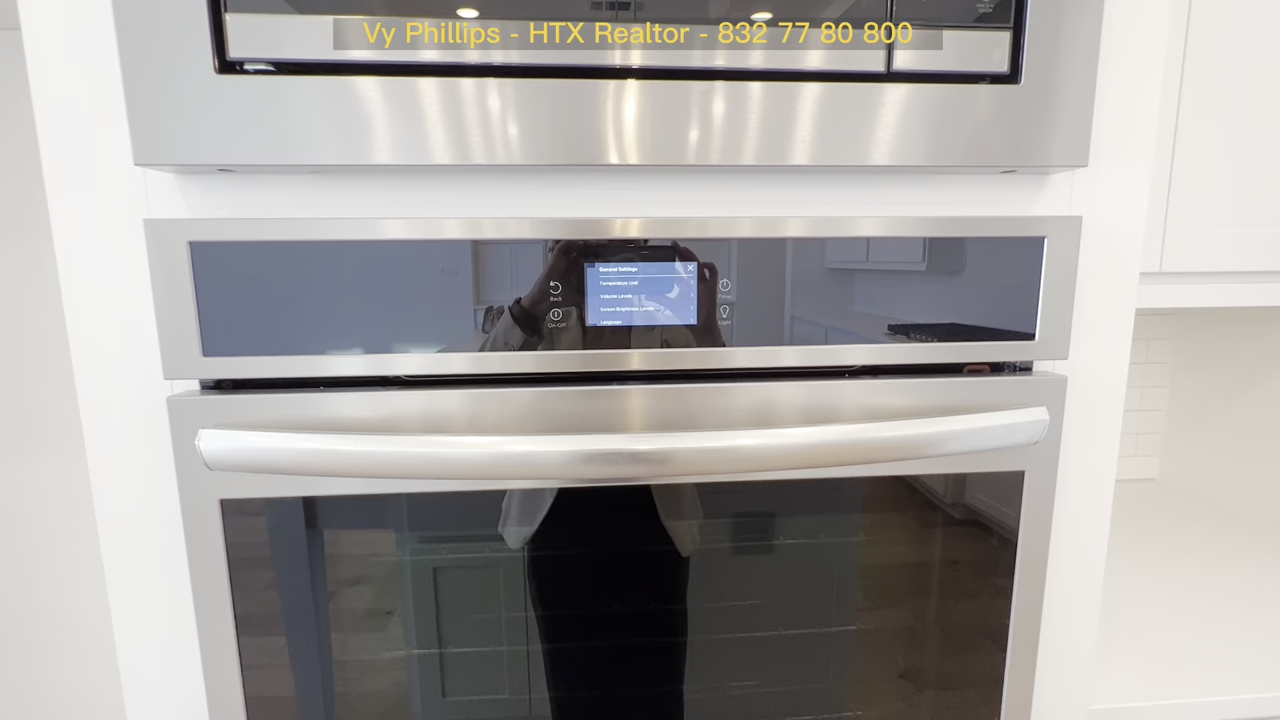 Vy Phillips - HTX Realtor - 832 77 80 800
General Settings
Temperature Unit
Volume Levels
Screen Brightness Levels
Language
Back
On-Off
Timer
Light